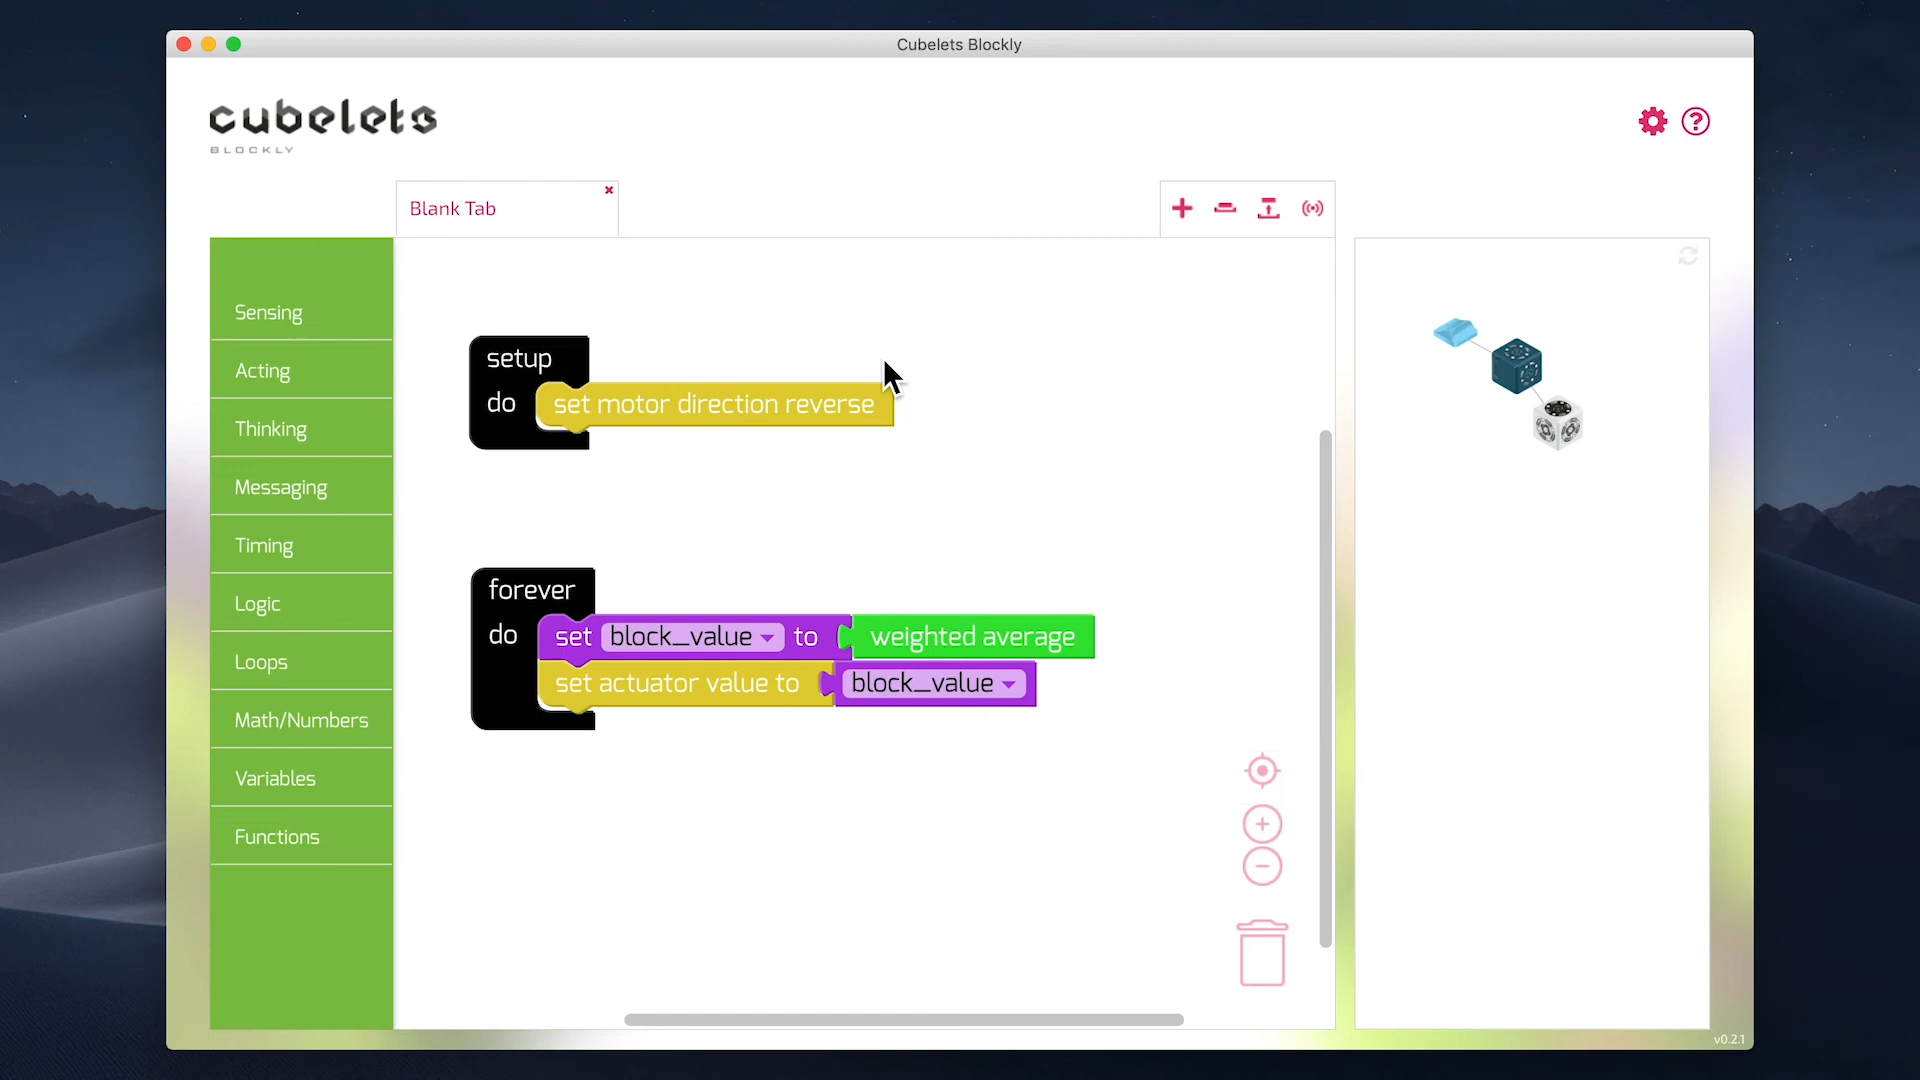 Cubelets Blockly
cubelets
BLOCKLY
Blank Tab
Sensing
Acting
Thinking
Messaging
Timing
Logic
Loops
Math/Numbers
Variables
Functions
setup
do set motor direction reverse
forever
do set block_value to weighted average
set actuator value to block_value
v0.2.1